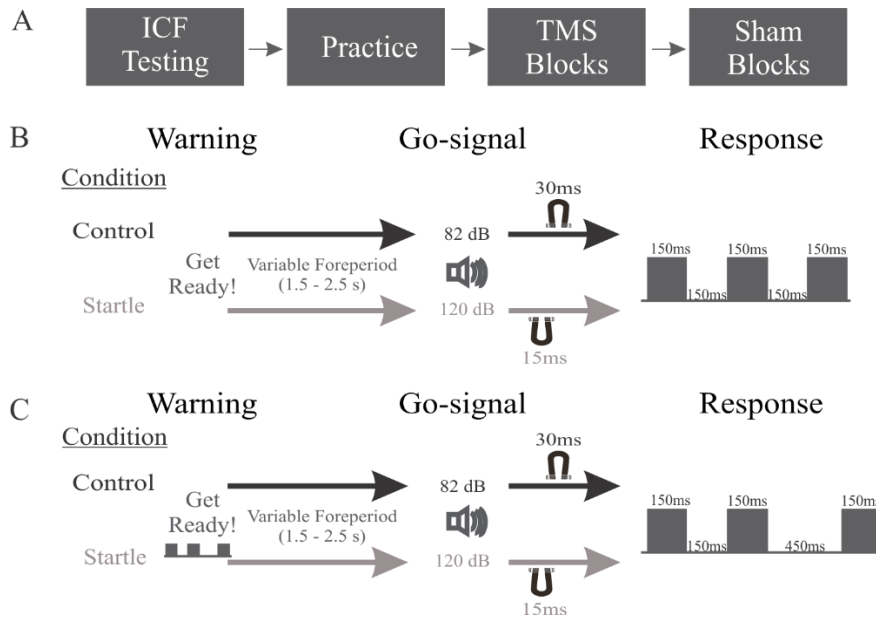 A
ICF
Testing
Practice
TMS
Blocks
Sham
Blocks
B
Warning
Go-signal
Response
Condition
30ms
Control
82 dB
150ms
150ms
150ms
Get
Ready!
Variable Foreperiod
(1.5 - 2.5 s)
150ms
150ms
Startle
120 dB
15ms
C
Warning
Go-signal
Response
Condition
30ms
Control
82 dB
150ms
150ms
150ms
Get
Ready!
Variable Foreperiod
(1.5 - 2.5 s)
150ms
450ms
Startle
120 dB
15ms